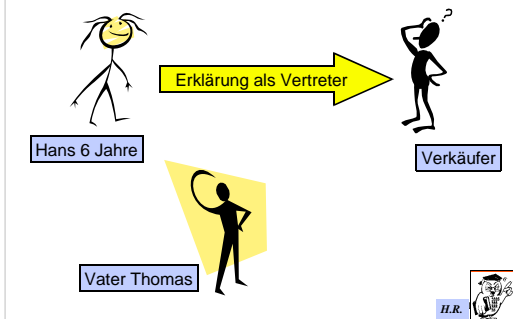 Erklärung als Vertreter
Hans 6 Jahre
Verkäufer
Vater Thomas
H.R.